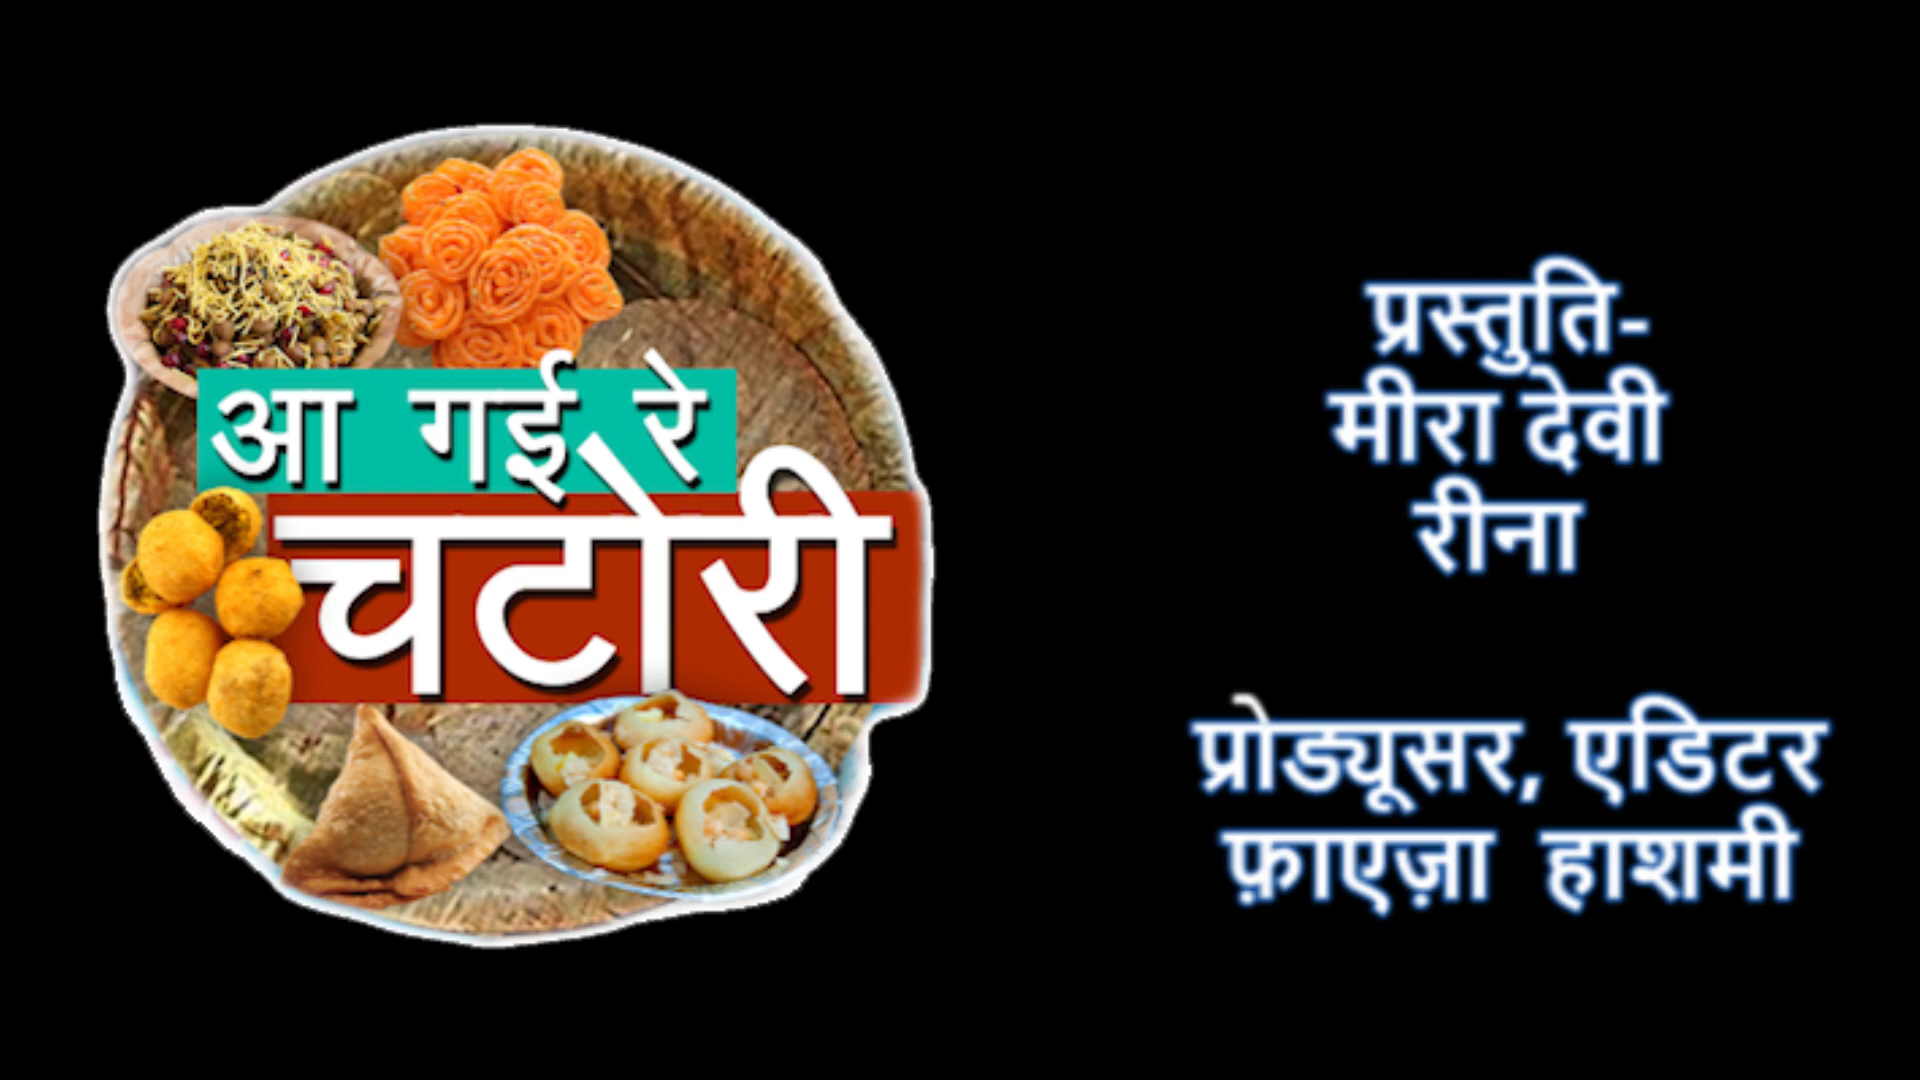 आ गई रे
चटोरी
प्रस्तुति-
मीरा देवी
रीना
प्रोड्यूसर, एडिटर
फ़ाएज़ा हाशमी